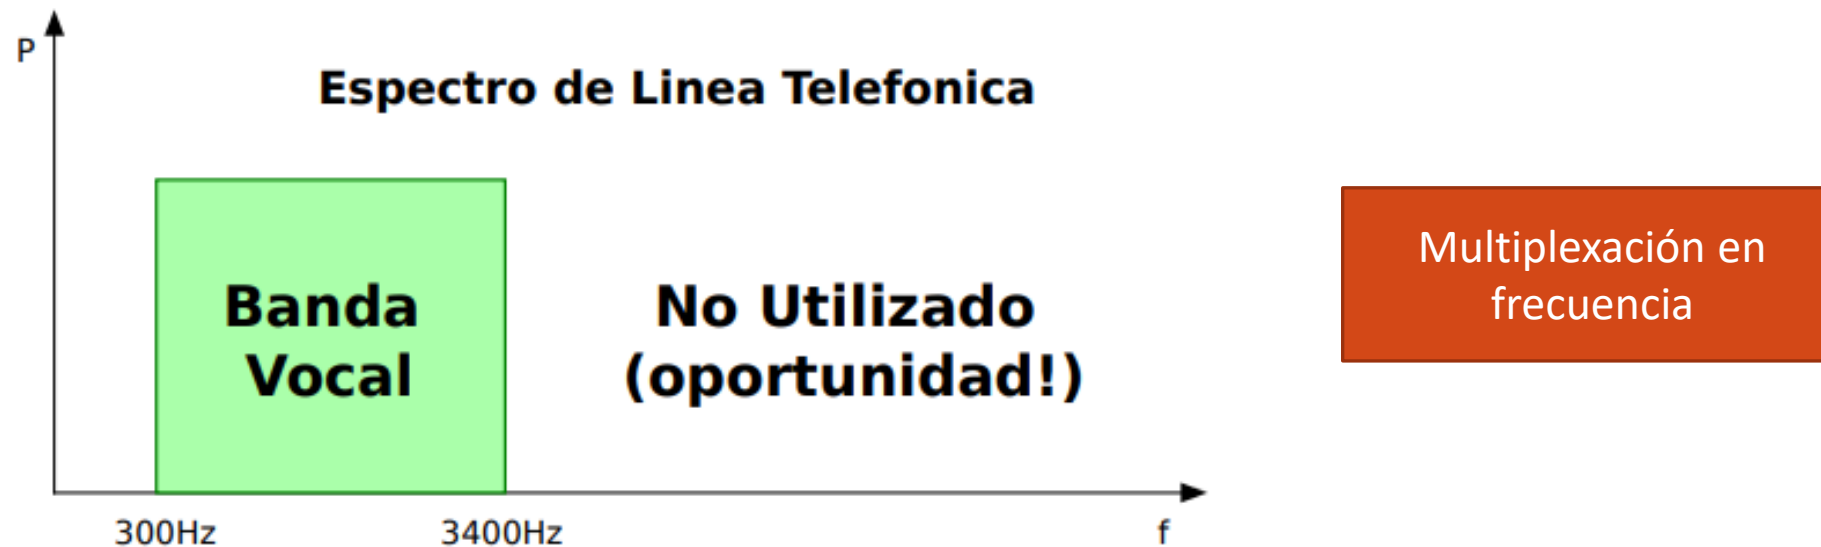 P
Espectro de Linea Telefonica
Banda
Vocal
No Utilizado
(oportunidad!)
300Hz
3400Hz
f
Multiplexación en
frecuencia